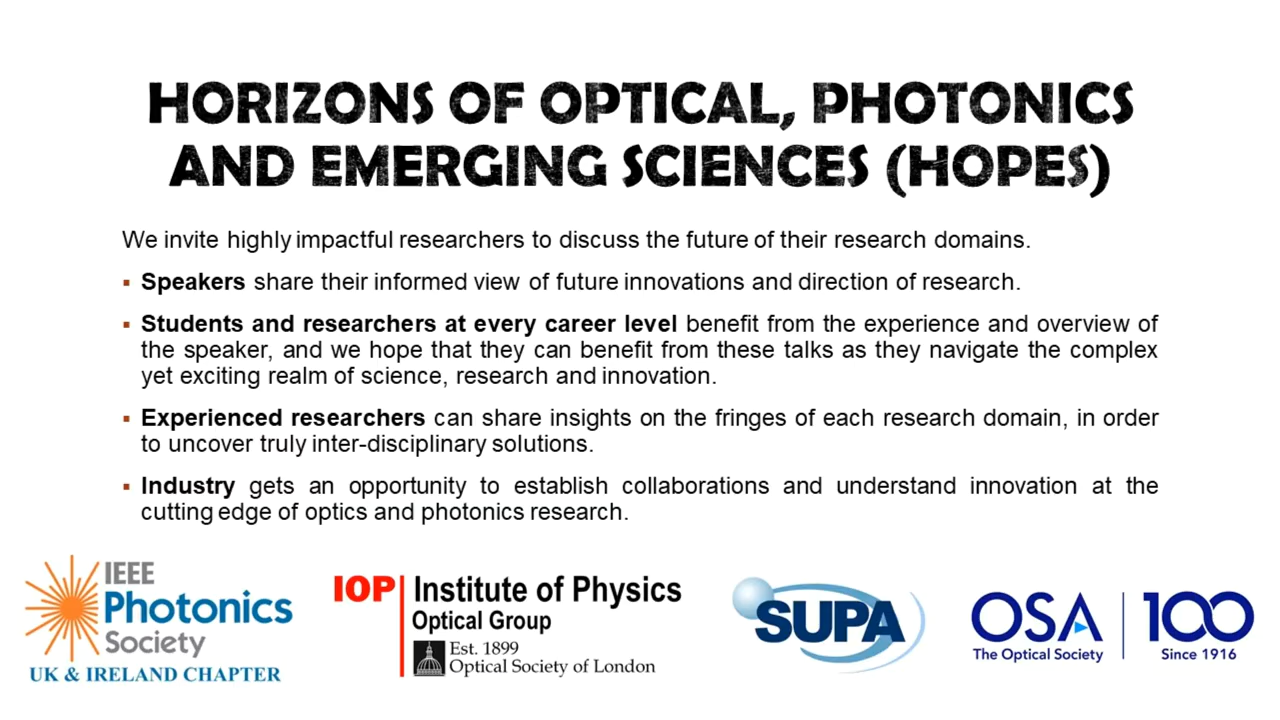 HORIZONS OF OPTICAL, PHOTONICS
AND EMERGING SCIENCES (HOPES)
We invite highly impactful researchers to discuss the future of their research domains.
▪ Speakers share their informed view of future innovations and direction of research.
▪ Students and researchers at every career level benefit from the experience and overview of
the speaker, and we hope that they can benefit from these talks as they navigate the complex
yet exciting realm of science, research and innovation.
▪ Experienced researchers can share insights on the fringes of each research domain, in order
to uncover truly inter-disciplinary solutions.
▪ Industry gets an opportunity to establish collaborations and understand innovation at the
cutting edge of optics and photonics research.
IEEE
Photonics
Society
UK & IRELAND CHAPTER
IOP Institute of Physics
Optical Group
Est. 1899
Optical Society of London
SUPA
OSA
The Optical Society
100
Since 1916